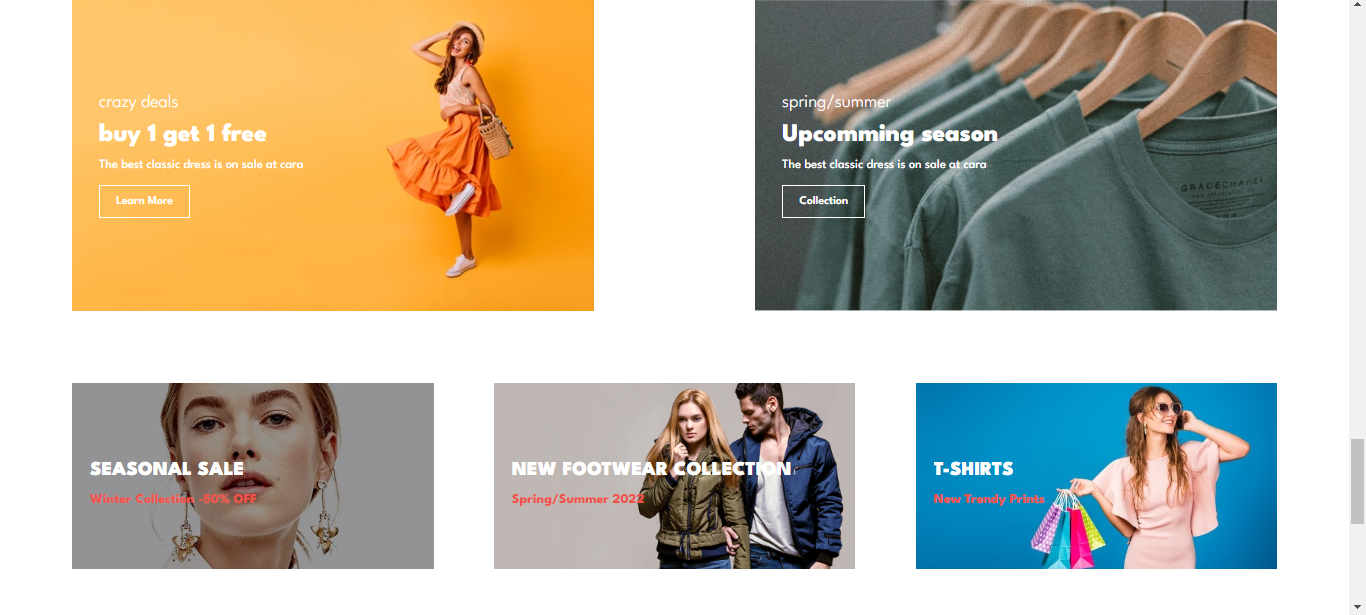 crazy deals
buy 1 get 1 free
The best classic dress is on sale at cara
Learn More
spring/summer
Upcomming season
The best classic dress is on sale at cara
Collection
GRACECHAPEL
SEASONAL SALE
Winter Collection -50% OFF
NEW FOOTWEAR COLLECTION
Spring/Summer 2022
T-SHIRTS
New Trendy Prints